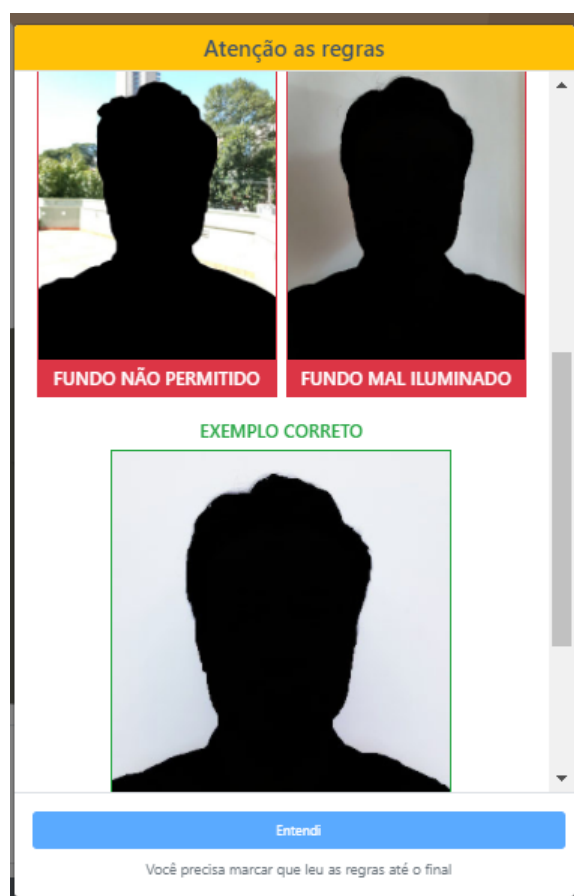 Atenção as regras
FUNDO NÃO PERMITIDO
FUNDO MAL ILUMINADO
EXEMPLO CORRETO
Entendi
Você precisa marcar que leu as regras até o final